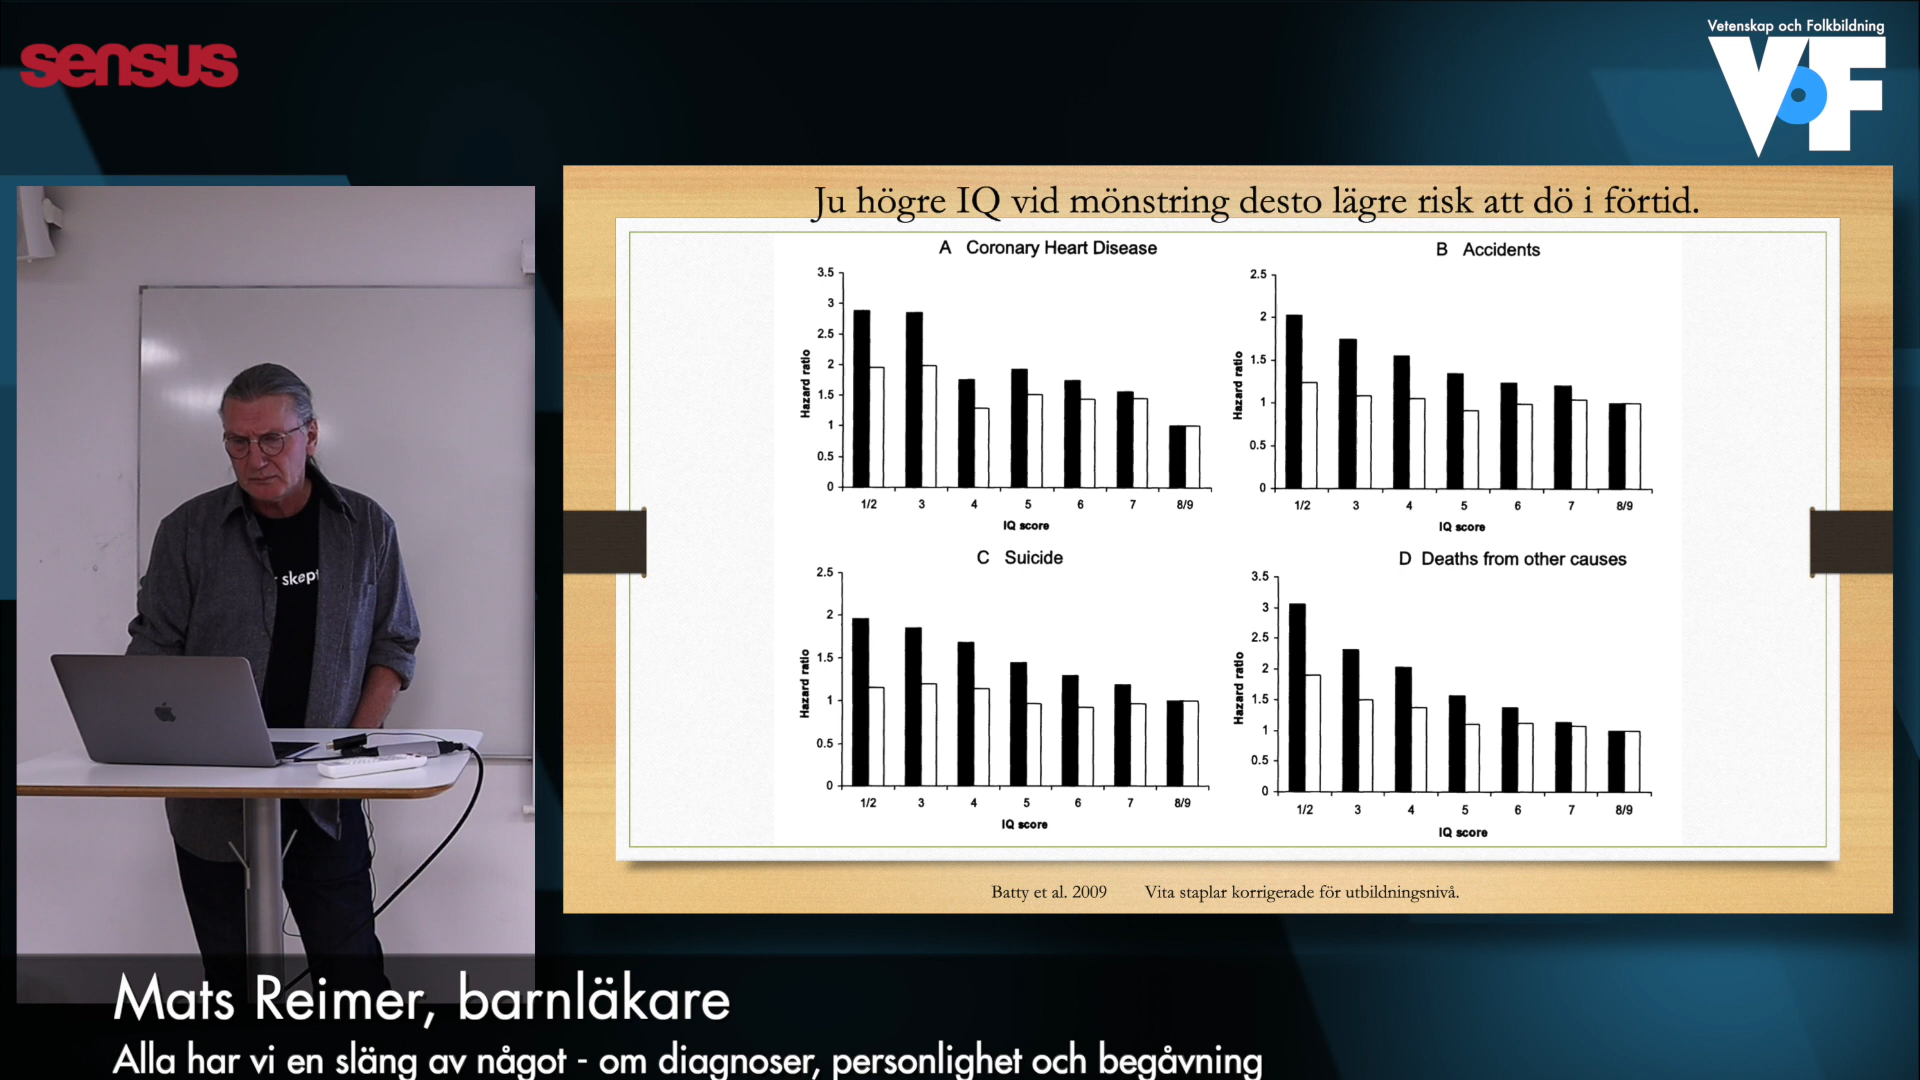 sensus
Vetenskap och Folkbildning
VoF
Ju högre IQ vid mönstring desto lägre risk att dö i förtid.
A Coronary Heart Disease
3.5
3
2.5
2
1.5
1
0.5
0
Hazard ratio
1/2 3 4 5 6 7 8/9
IQ score
B Accidents
2.5
2
1.5
1
0.5
0
Hazard ratio
1/2 3 4 5 6 7 8/9
IQ score
C Suicide
2.5
2
1.5
1
0.5
0
Hazard ratio
1/2 3 4 5 6 7 8/9
IQ score
D Deaths from other causes
3.5
3
2.5
2
1.5
1
0.5
0
Hazard ratio
1/2 3 4 5 6 7 8/9
IQ score
Batty et al. 2009 Vita staplar korrigerade för utbildningsnivå.
skept
Mats Reimer, barnläkare
Alla har vi en släng av något - om diagnoser, personlighet och begåvning